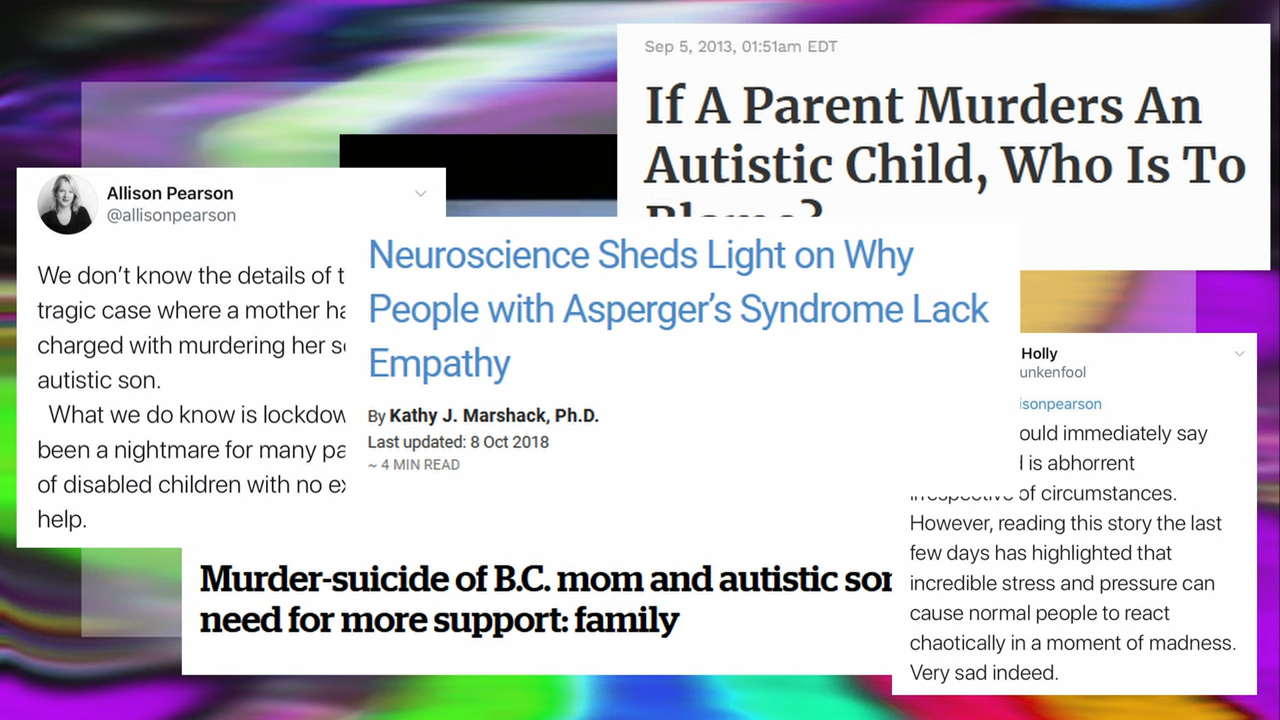 Sep 5, 2013, 01:51am EDT
If A Parent Murders An
Autistic Child, Who Is To
Blame?
Allison Pearson
@allisonpearson
We don’t know the details of t
tragic case where a mother ha
charged with murdering her s
autistic son.
What we do know is lockdow
been a nightmare for many pa
of disabled children with no ex
help.
Neuroscience Sheds Light on Why
People with Asperger’s Syndrome Lack
Empathy
By Kathy J. Marshack, Ph.D.
Last updated: 8 Oct 2018
~ 4 MIN READ
Murder-suicide of B.C. mom and autistic son
need for more support: family
Holly
unkenfool
isonpearson
ould immediately say
d is abhorrent
irrespective of circumstances.
However, reading this story the last
few days has highlighted that
incredible stress and pressure can
cause normal people to react
chaotically in a moment of madness.
Very sad indeed.